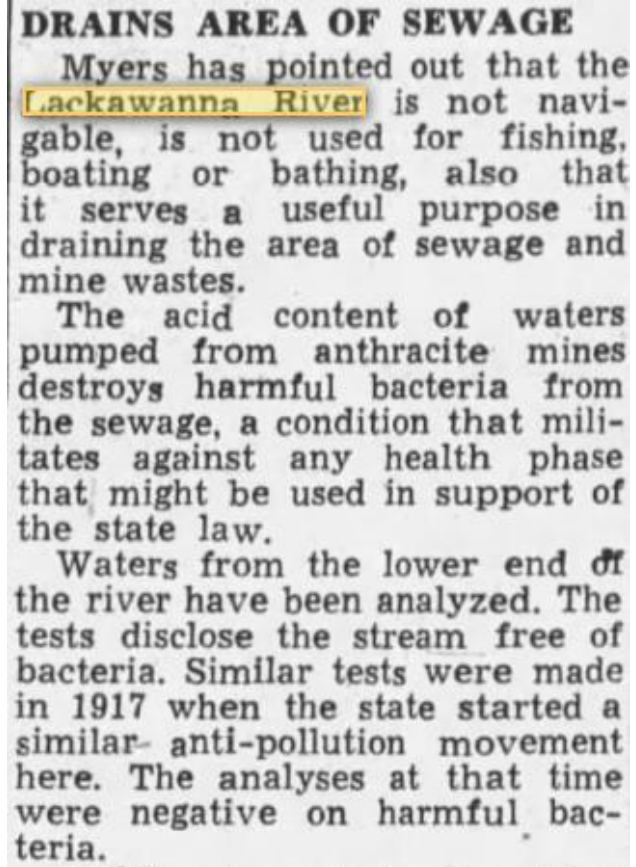 DRAINS AREA OF SEWAGE
Myers has pointed out that the
Lackawanna River is not navi-
gable, is not used for fishing,
boating or bathing, also that
it serves a useful purpose in
draining the area of sewage and
mine wastes.
The acid content of waters
pumped from anthracite mines
destroys harmful bacteria from
the sewage, a condition that mili-
tates against any health phase
that might be used in support of
the state law.
Waters from the lower end of
the river have been analyzed. The
tests disclose the stream free of
bacteria. Similar tests were made
in 1917 when the state started a
similar anti-pollution movement
here. The analyses at that time
were negative on harmful bac-
teria.